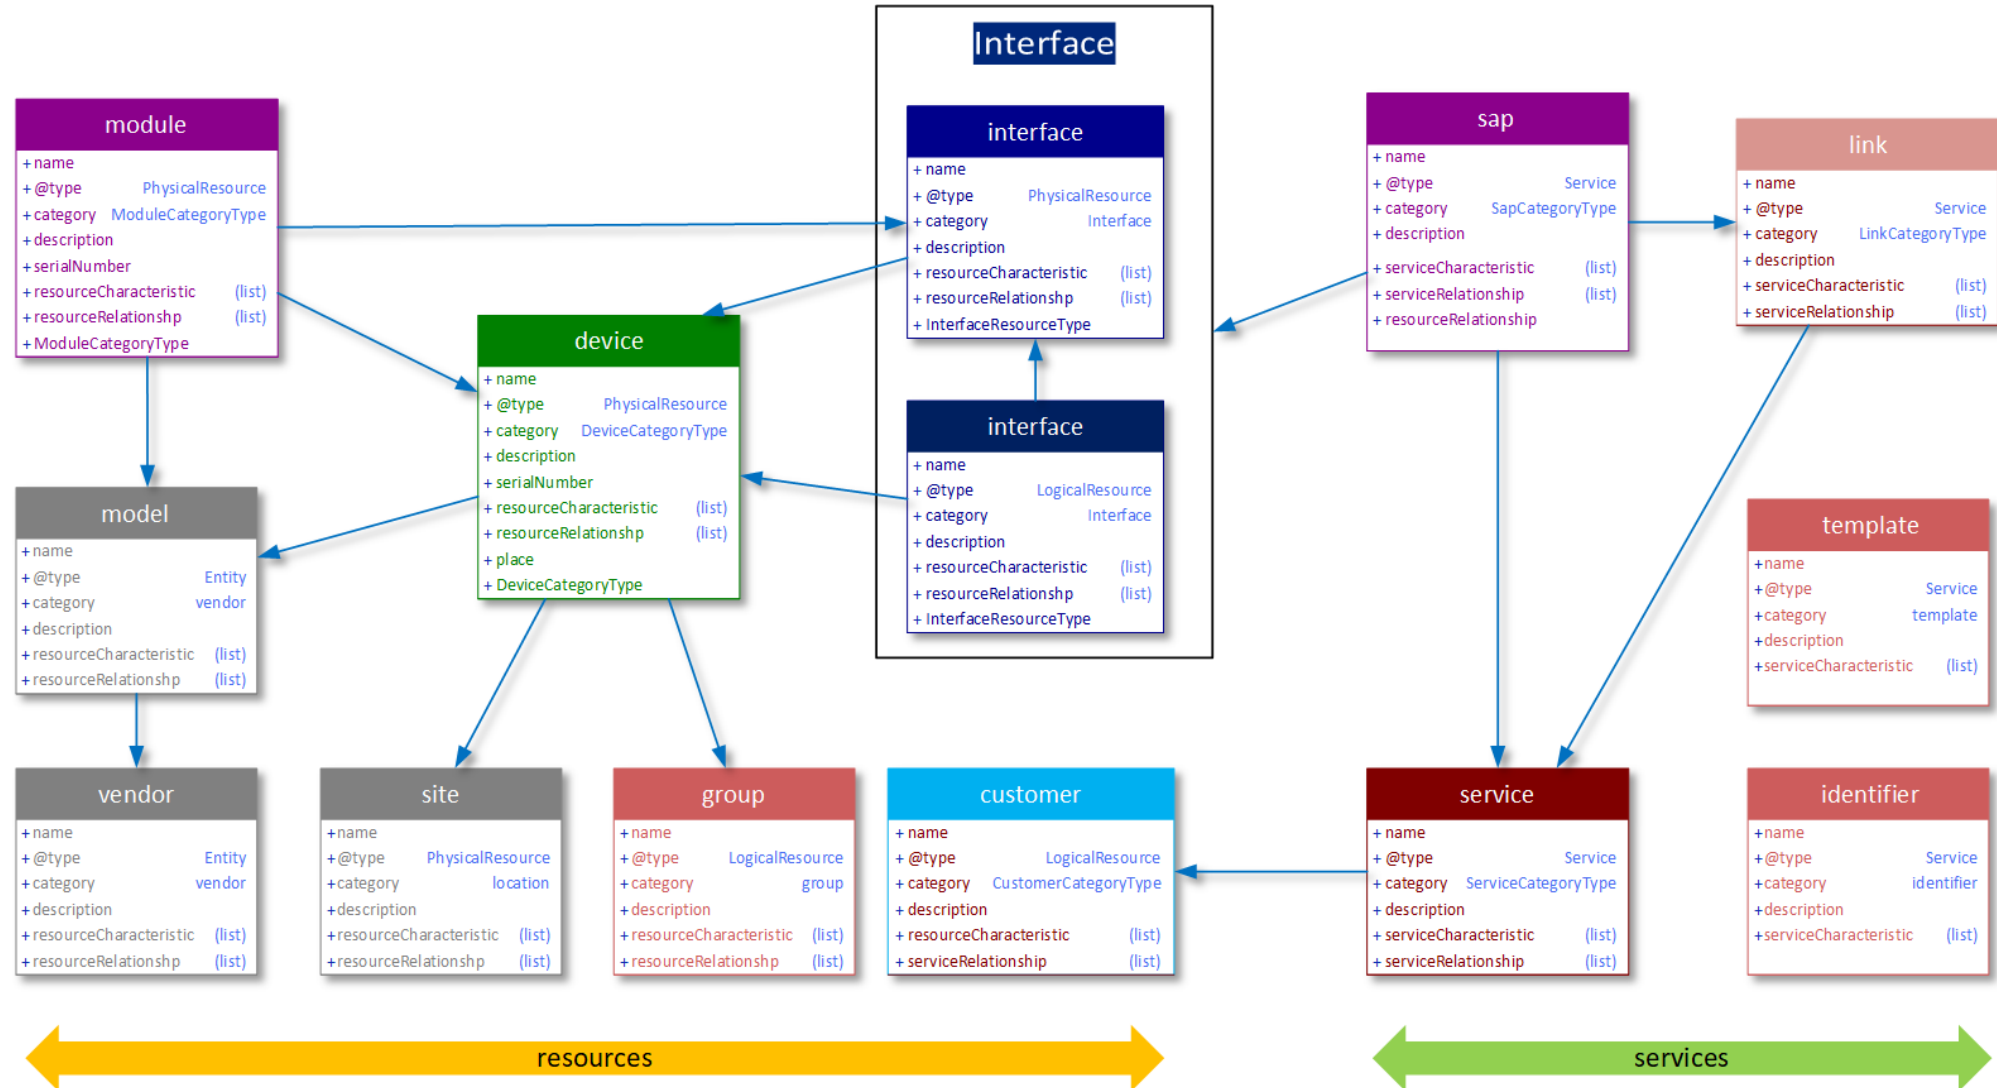 Interface
module
+ name
+ @type PhysicalResource
+ category ModuleCategoryType
+ description
+ serialNumber
+ resourceCharacteristic (list)
+ resourceRelationshp (list)
+ ModuleCategoryType
interface
+ name
+ @type PhysicalResource
+ category Interface
+ description
+ resourceCharacteristic (list)
+ resourceRelationshp (list)
+ InterfaceResourceType
sap
+ name
+ @type Service
+ category SapCategoryType
+ description
+ serviceCharacteristic (list)
+ serviceRelationship (list)
+ resourceRelationship
link
+ name
+ @type Service
+ category LinkCategoryType
+ description
+ serviceCharacteristic (list)
+ serviceRelationship (list)
device
+ name
+ @type PhysicalResource
+ category DeviceCategoryType
+ description
+ serialNumber
+ resourceCharacteristic (list)
+ resourceRelationshp (list)
+ place
+ DeviceCategoryType
interface
+ name
+ @type LogicalResource
+ category Interface
+ description
+ resourceCharacteristic (list)
+ resourceRelationshp (list)
+ InterfaceResourceType
model
+name
+@type Entity
+category vendor
+description
+resourceCharacteristic (list)
+resourceRelationshp (list)
template
+name
+@type Service
+category template
+description
+serviceCharacteristic (list)
vendor
+name
+@type Entity
+category vendor
+description
+resourceCharacteristic (list)
+resourceRelationshp (list)
site
+name
+@type PhysicalResource
+category location
+description
+resourceCharacteristic (list)
+resourceRelationshp (list)
group
+name
+@type LogicalResource
+category group
+description
+resourceCharacteristic (list)
+resourceRelationshp (list)
customer
+ name
+ @type LogicalResource
+ category CustomerCategoryType
+ description
+ resourceCharacteristic (list)
+ serviceRelationship (list)
service
+ name
+ @type Service
+ category ServiceCategoryType
+ description
+ serviceCharacteristic (list)
+ serviceRelationship (list)
identifier
+name
+@type Service
+category identifier
+description
+serviceCharacteristic (list)
resources
services